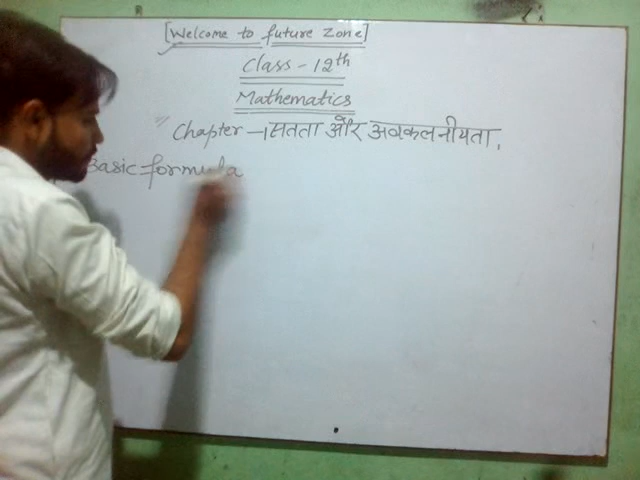 [Welcome to future Zone]
Class - 12th
Mathematics
" Chapter - सतता और अवकलनीयता.
Basic formula